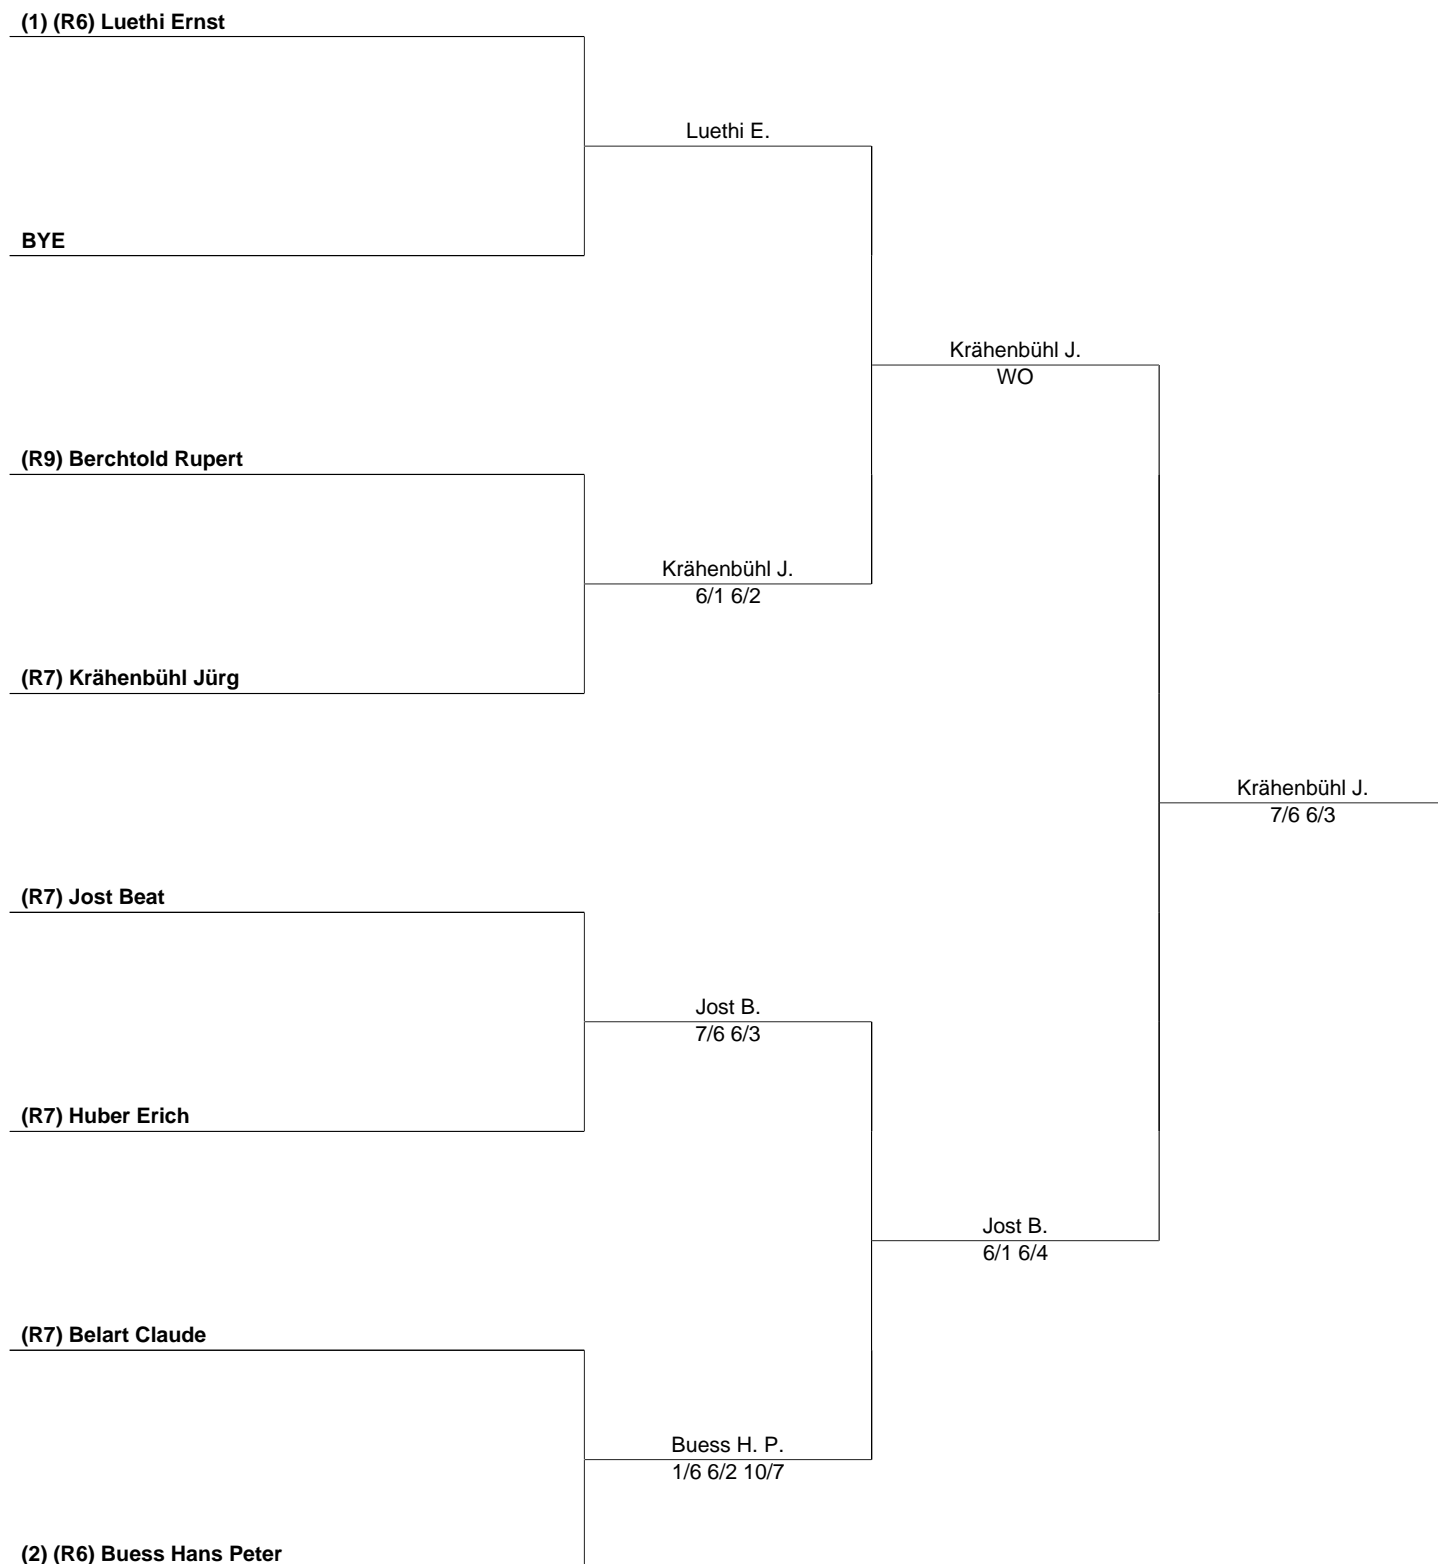 (1) (R6) Luethi Ernst
Luethi E.
BYE
Krähenbühl J.
WO
(R9) Berchtold Rupert
Krähenbühl J.
6/1 6/2
(R7) Krähenbühl Jürg
Krähenbühl J.
7/6 6/3
(R7) Jost Beat
Jost B.
7/6 6/3
(R7) Huber Erich
Jost B.
6/1 6/4
(R7) Belart Claude
Buess H. P.
1/6 6/2 10/7
(2) (R6) Buess Hans Peter